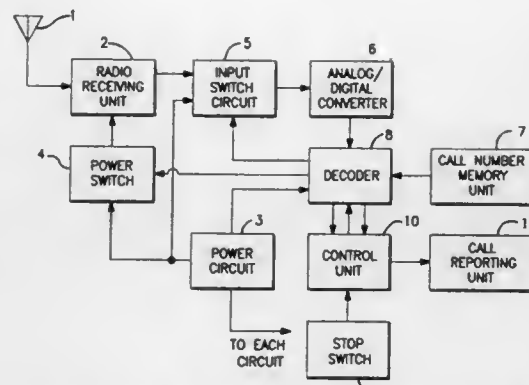 1
2
5
6
RADIO
RECEIVING
UNIT
INPUT
SWITCH
CIRCUIT
ANALOG/
DIGITAL
CONVERTER
4
8
7
POWER
SWITCH
DECODER
CALL NUMBER
MEMORY
UNIT
3
10
1
POWER
CIRCUIT
CONTROL
UNIT
CALL
REPORTING
UNIT
TO EACH
CIRCUIT
STOP
SWITCH